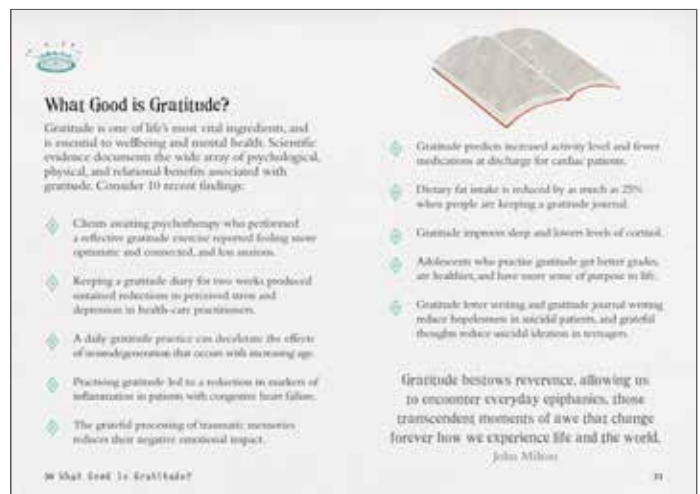 What Good is Gratitude?
Gratitude is one of life's most vital ingredients, and
is essential to wellbeing and mental health. Scientific
evidence documents the wide array of psychological,
physical, and relational benefits associated with
gratitude. Consider 10 recent findings:
Clients awaiting psychotherapy who performed
a reflective gratitude exercise reported feeling more
optimistic and connected, and less anxious.
Keeping a gratitude diary for two weeks produced
sustained reductions in perceived stress and
depression in health-care practitioners.
A daily gratitude practice can decelerate the effects
of neurodegeneration that occurs with increasing age.
Practising gratitude led to a reduction in markers of
inflammation in patients with congestive heart failure.
The grateful processing of traumatic memories
reduces their negative emotional impact.
What Good is Gratitude?
Gratitude predicts increased activity level and fewer
medications at discharge for cardiac patients.
Dietary fat intake is reduced by as much as 25%
when people are keeping a gratitude journal.
Gratitude improves sleep and lowers levels of cortisol.
Adolescents who practise gratitude get better grades,
are healthier, and have more sense of purpose in life.
Gratitude letter writing and gratitude journal writing
reduce hopelessness in suicidal patients, and grateful
thoughts reduce suicidal ideation in teenagers.
Gratitude bestows reverence, allowing us
to encounter everyday epiphanies, those
transcendent moments of awe that change
forever how we experience life and the world.
John Milton